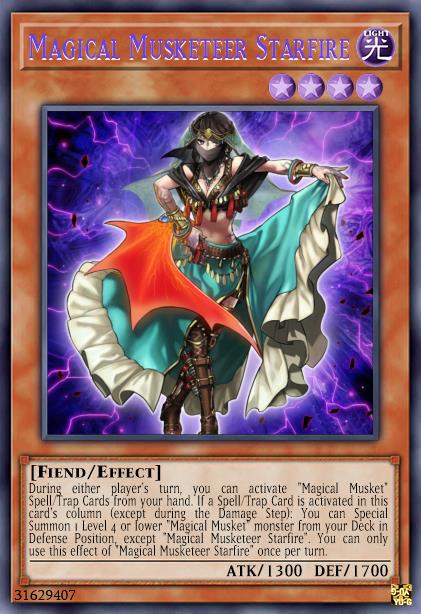 MAGICAL MUSKETEER STARFIRE
LIGHT
光
[FIEND/EFFECT]
During either player's turn, you can activate "Magical Musket"
Spell/Trap Cards from your hand. If a Spell/Trap Card is activated in
this card's column (except during the Damage Step): You can Special
Summon 1 Level 4 or lower "Magical Musket" monster from your Deck in
Defense Position, except "Magical Musketeer Starfire". You can only
use this effect of "Magical Musketeer Starfire" once per turn.
ATK/1300 DEF/1700
31629407